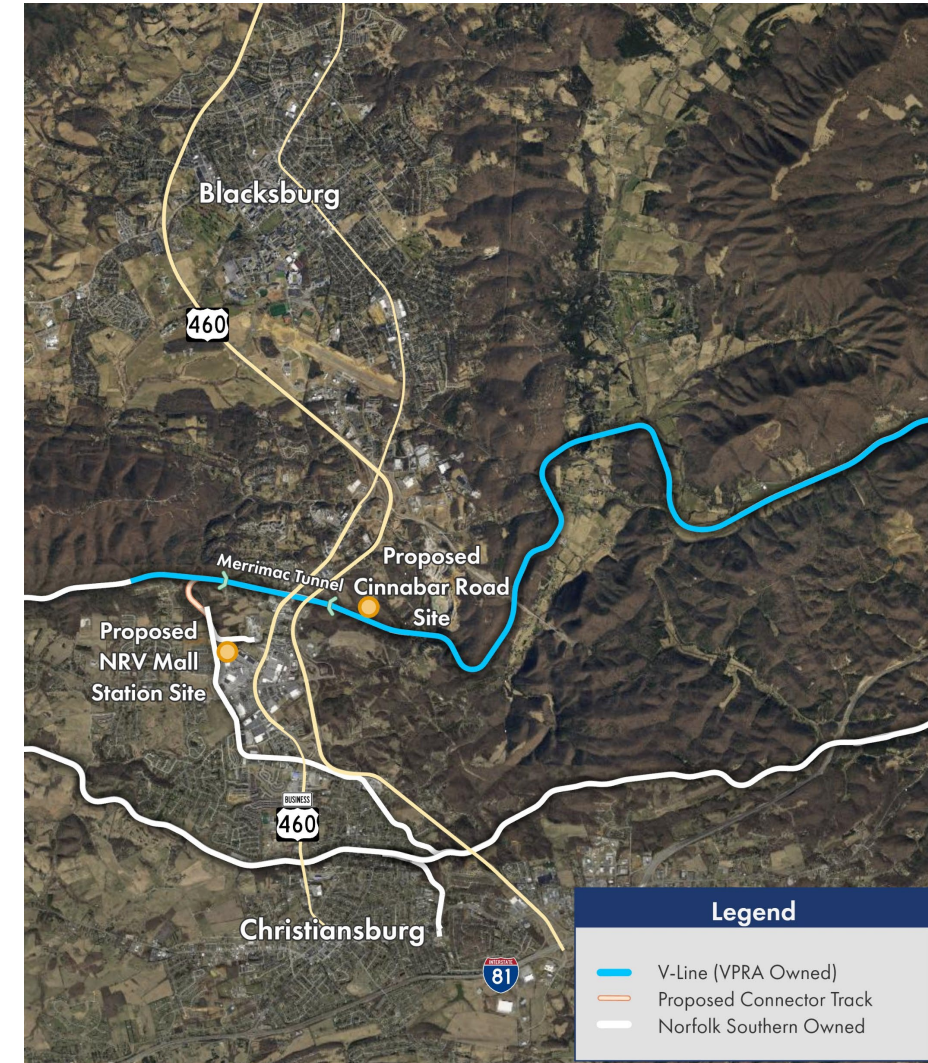 Blacksburg
460
Merrimac Tunnel
Proposed
Cinnabar Road
Site
Proposed
NRV Mall
Station Site
BUSINESS
460
Christiansburg
INTERSTATE
81
Legend
V-Line (VPRA Owned)
Proposed Connector Track
Norfolk Southern Owned